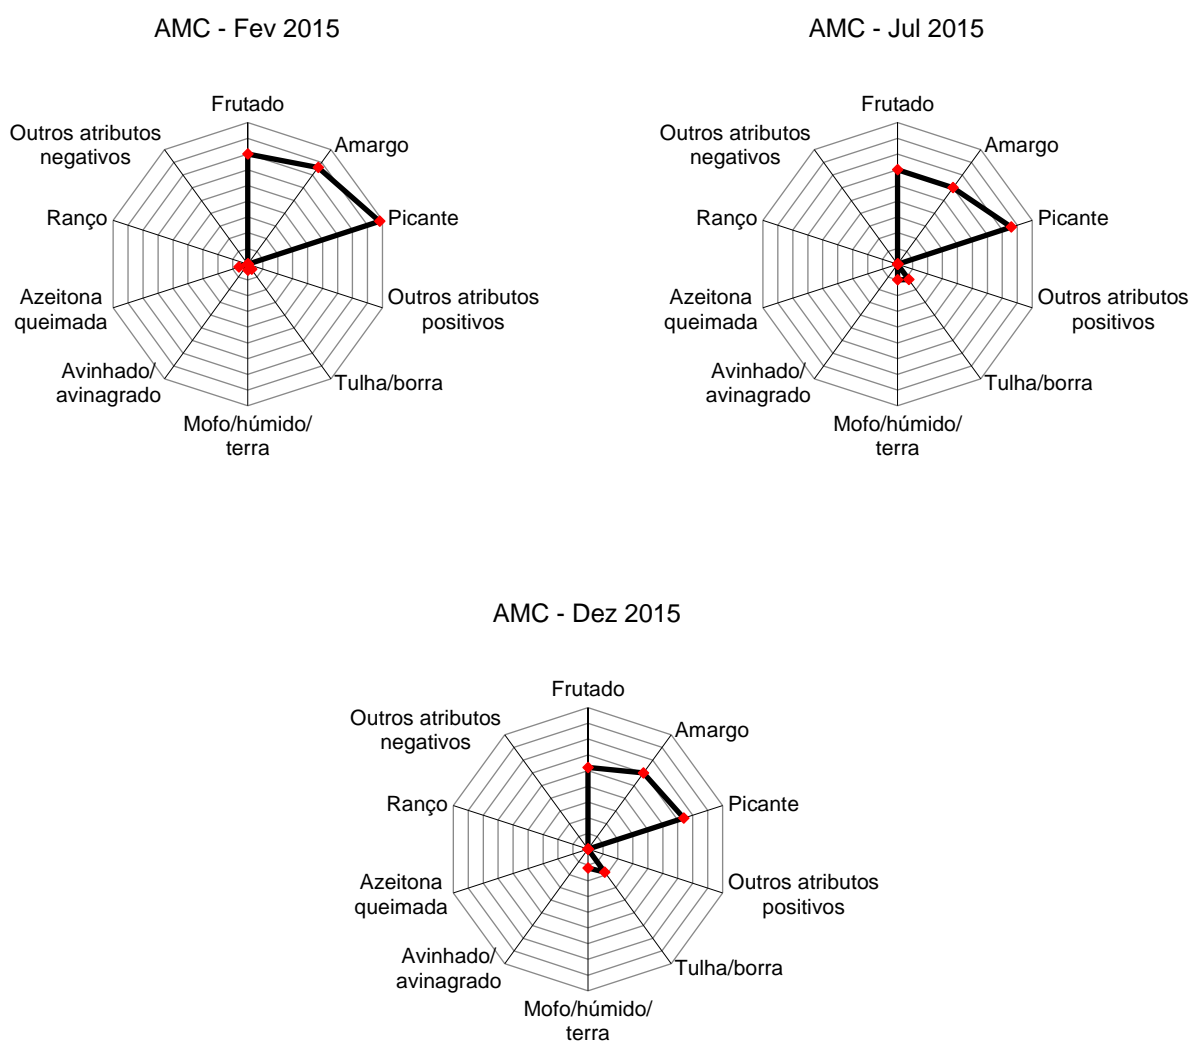 AMC - Fev 2015
Frutado
Amargo
Picante
Outros atributos
positivos
Tulha/borra
Mofo/húmido/
terra
Avinhado/
avinagrado
Azeitona
queimada
Ranço
Outros atributos
negativos
AMC - Jul 2015
Frutado
Amargo
Picante
Outros atributos
positivos
Tulha/borra
Mofo/húmido/
terra
Avinhado/
avinagrado
Azeitona
queimada
Ranço
Outros atributos
negativos
AMC - Dez 2015
Frutado
Amargo
Picante
Outros atributos
positivos
Tulha/borra
Mofo/húmido/
terra
Avinhado/
avinagrado
Azeitona
queimada
Ranço
Outros atributos
negativos